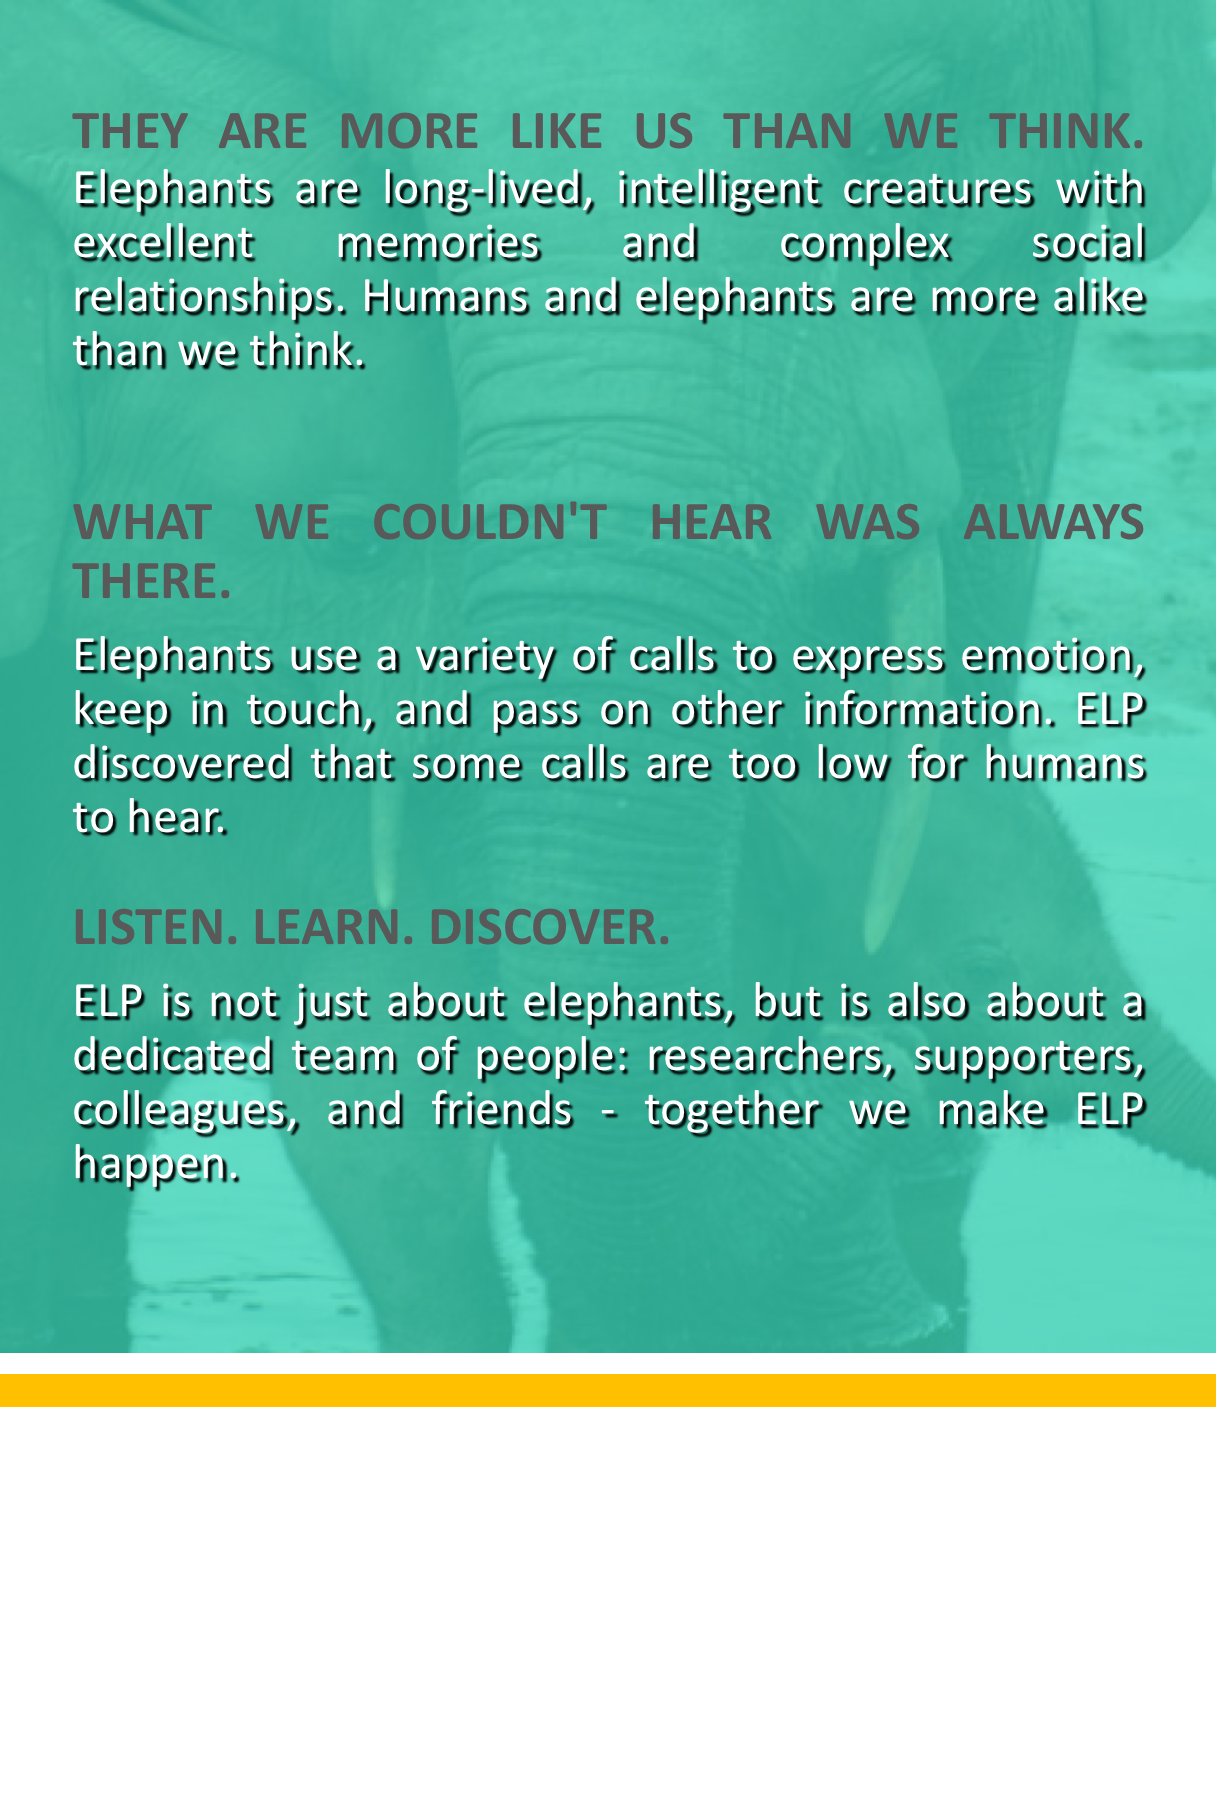 THEY ARE MORE LIKE US THAN WE THINK.
Elephants are long-lived, intelligent creatures with
excellent memories and complex social
relationships. Humans and elephants are more alike
than we think.
WHAT WE COULDN'T HEAR WAS ALWAYS
THERE.
Elephants use a variety of calls to express emotion,
keep in touch, and pass on other information. ELP
discovered that some calls are too low for humans
to hear.
LISTEN. LEARN. DISCOVER.
ELP is not just about elephants, but is also about a
dedicated team of people: researchers, supporters,
colleagues, and friends - together we make ELP
happen.